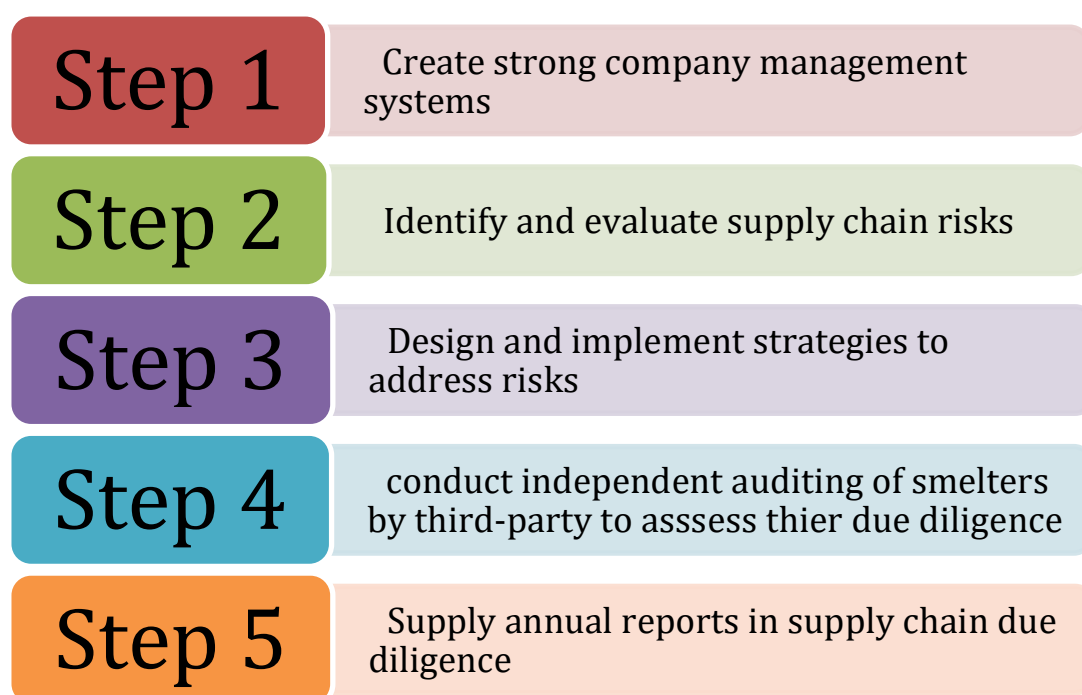 Step 1
Create strong company management
systems
Step 2
Identify and evaluate supply chain risks
Step 3
Design and implement strategies to
address risks
Step 4
conduct independent auditing of smelters
by third-party to asssess thier due diligence
Step 5
Supply annual reports in supply chain due
diligence